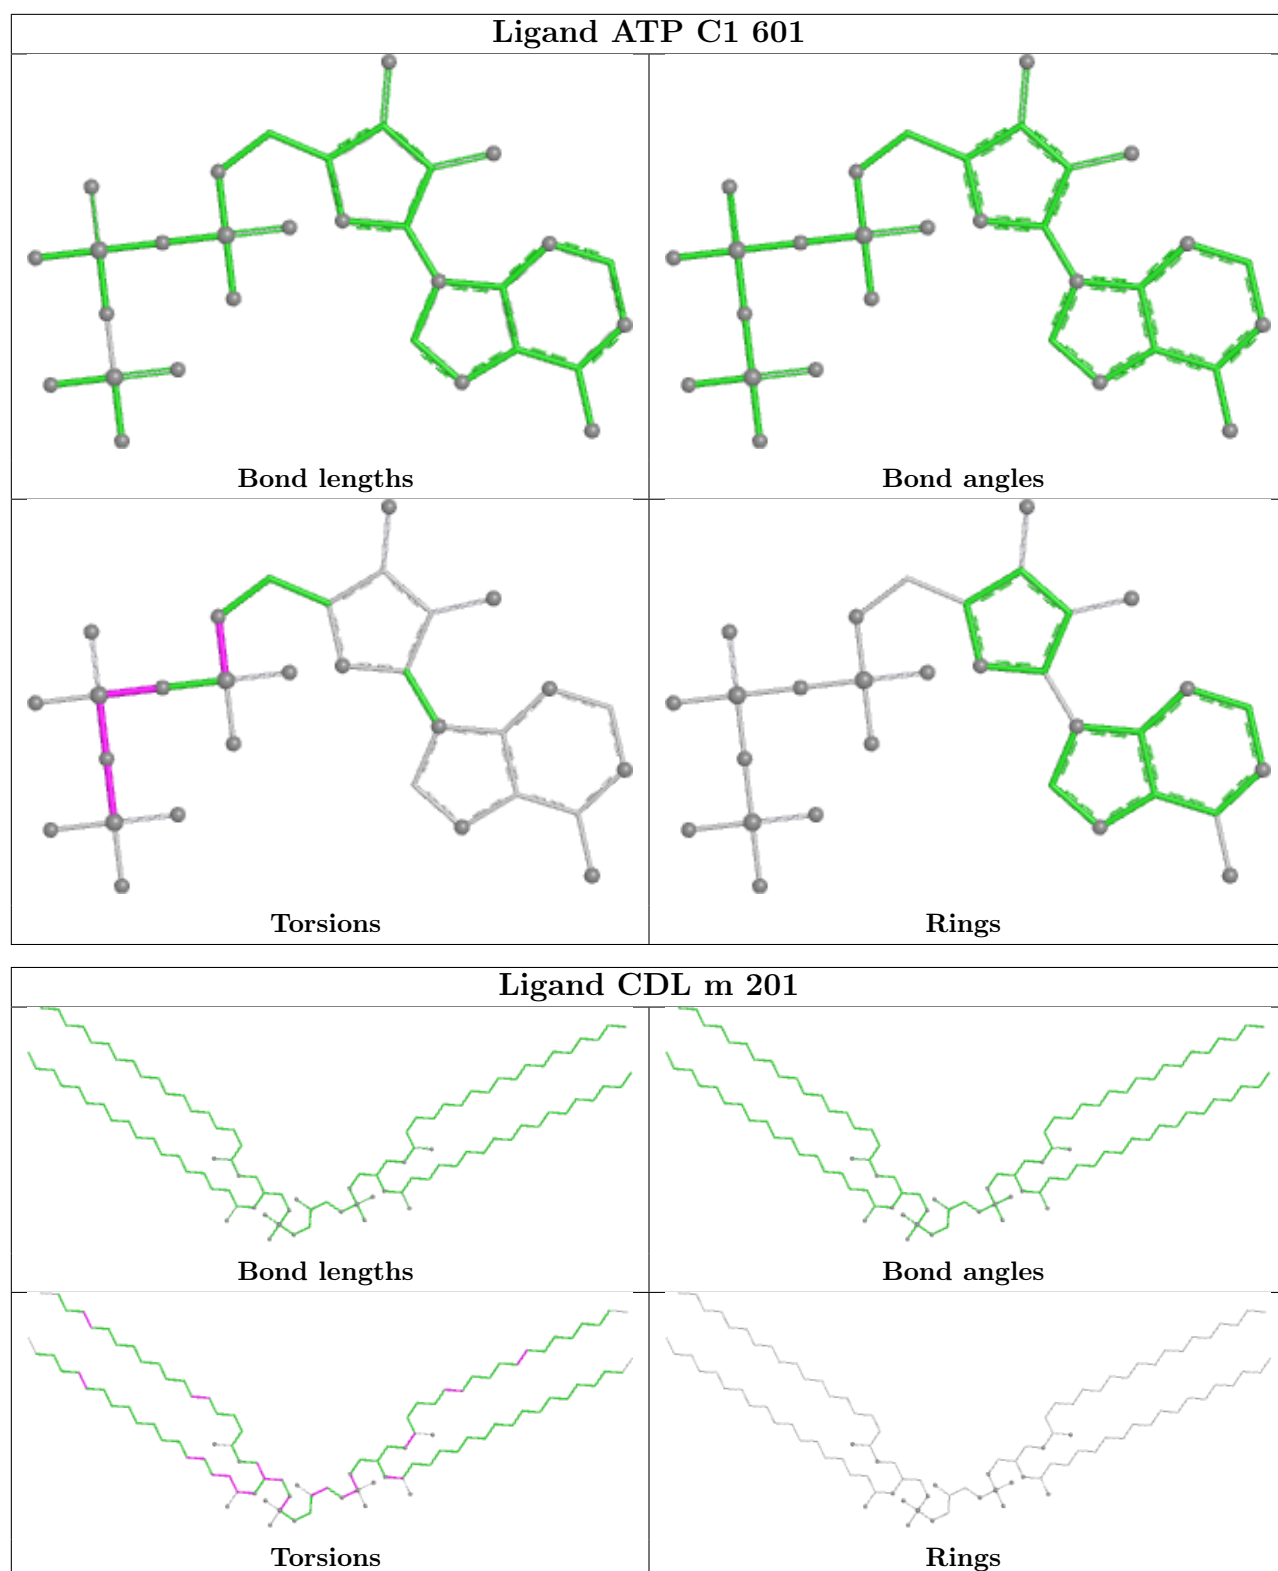 Ligand ATP C1 601
Bond lengths
Bond angles
Torsions
Rings
Ligand CDL m 201
Bond lengths
Bond angles
Torsions
Rings